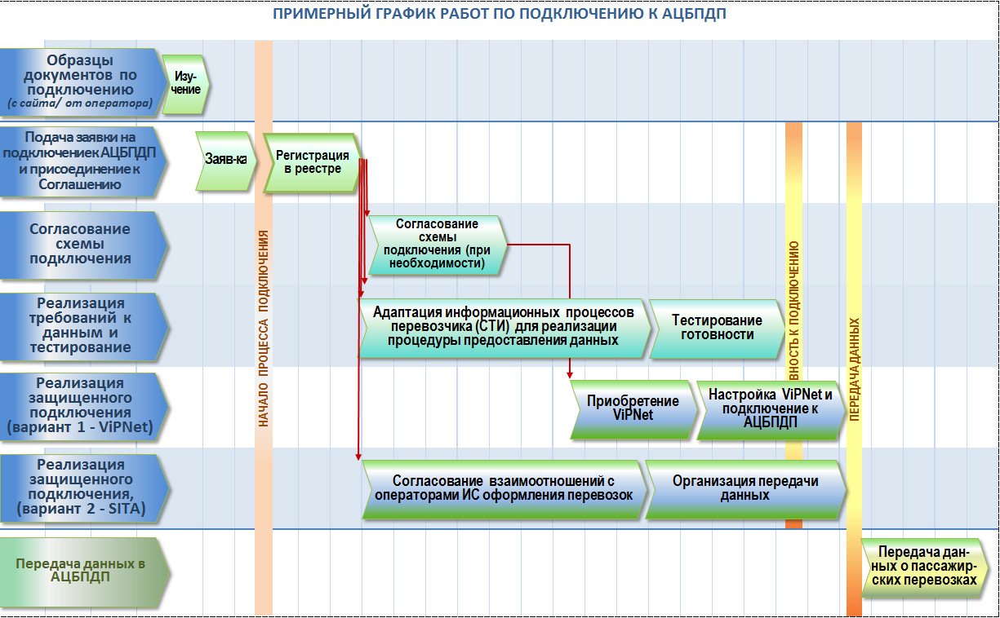 ПРИМЕРНЫЙ ГРАФИК РАБОТ ПО ПОДКЛЮЧЕНИЮ К АЦБПДП
Образцы
документов по
подключению
(с сайта/ от оператора)
Изу-
чение
Подача заявки на
подключениек АЦБПДП
и присоединение к
Соглашению
Заяв-ка
Регистрация
в реестре
НАЧАЛО ПРОЦЕССА ПОДКЛЮЧЕНИЯ
Согласование
схемы
подключения
Согласование
схемы
подключения (при
необходимости)
Реализация
требований к
данным и
тестирование
Адаптация информационных процессов
перевозчика (СТИ) для реализации
процедуры предоставления данных
Тестирование
готовности
ВНОСТЬ К ПОДКЛЮЧЕНИЮ
ПЕРЕДАЧА ДАННЫХ
Реализация
защищенного
подключения
(вариант 1 - ViPNet)
Приобретение
ViPNet
Настройка ViPNet и
подключение к
АЦБПДП
Реализация
защищенного
подключения,
(вариант 2 - SITA)
Согласование взаимоотношений с
операторами ИС оформления перевозок
Организация передачи
данных
Передача данных в
АЦБПДП
Передача дан-
ных о пассажир-
ских перевозках